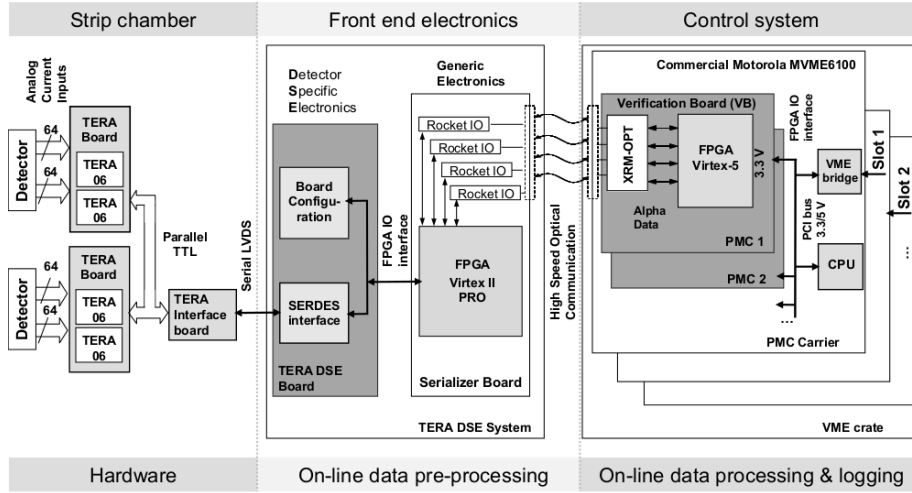 Strip chamber
Front end electronics
Control system
Analog
Current
Inputs
64
64
Detector
TERA
Board
TERA
06
TERA
06
64
64
Detector
TERA
Board
TERA
06
TERA
06
Parallel
TTL
TERA
Interface
board
Serial LVDS
Detector
Specific
Electronics
Board
Configu-
ration
SERDES
interface
TERA DSE
Board
FPGA IO
interface
Generic
Electronics
Rocket IO
Rocket IO
Rocket IO
Rocket IO
FPGA
Virtex II
PRO
Serializer Board
TERA DSE System
High Speed Optical
Communication
Commercial Motorola MVME6100
Verification Board (VB)
XRM-OPT
FPGA
Virtex-5
3.3 V
Alpha
Data
PMC 1
PMC 2
...
FPGA IO
interface
PCI bus
3.3/5 V
VME
bridge
CPU
PMC Carrier
Slot 1
Slot 2
...
VME crate
Hardware
On-line data pre-processing
On-line data processing & logging